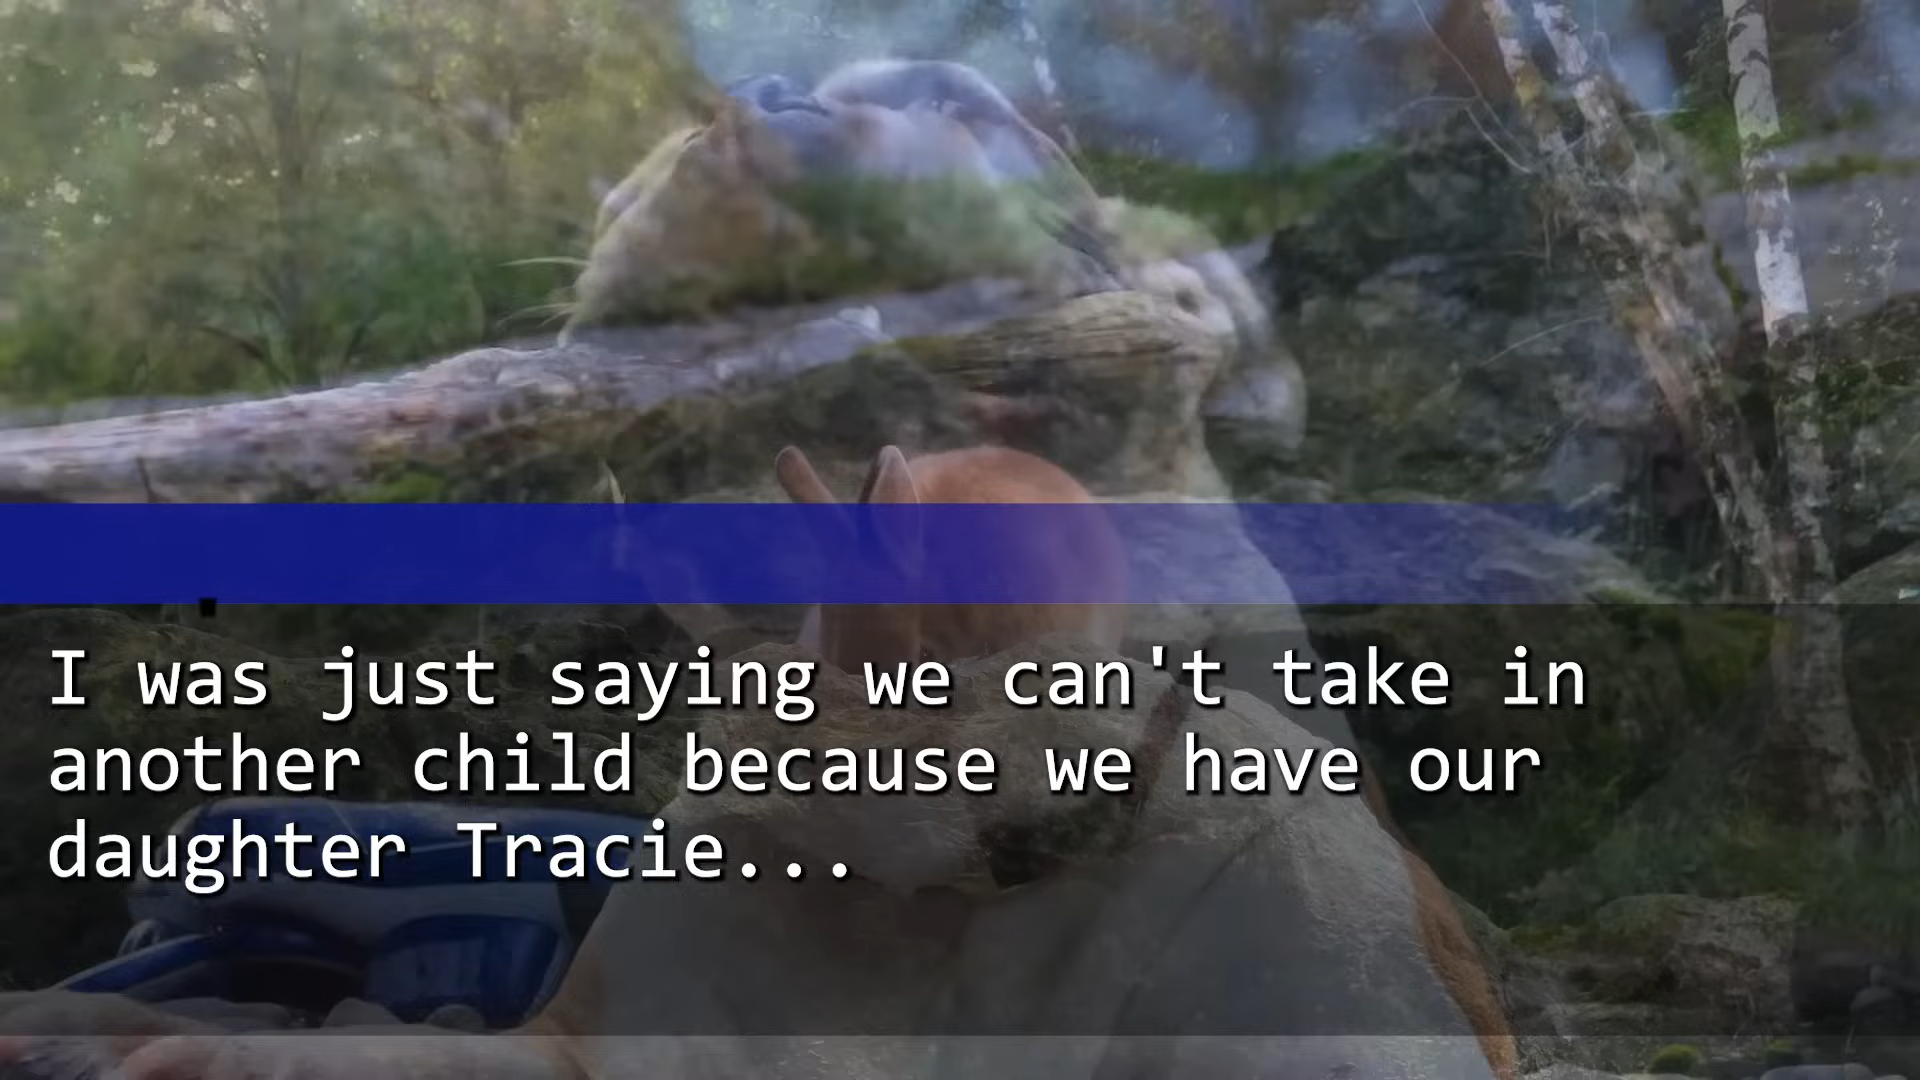 I was just saying we can't take in
another child because we have our
daughter Tracie...